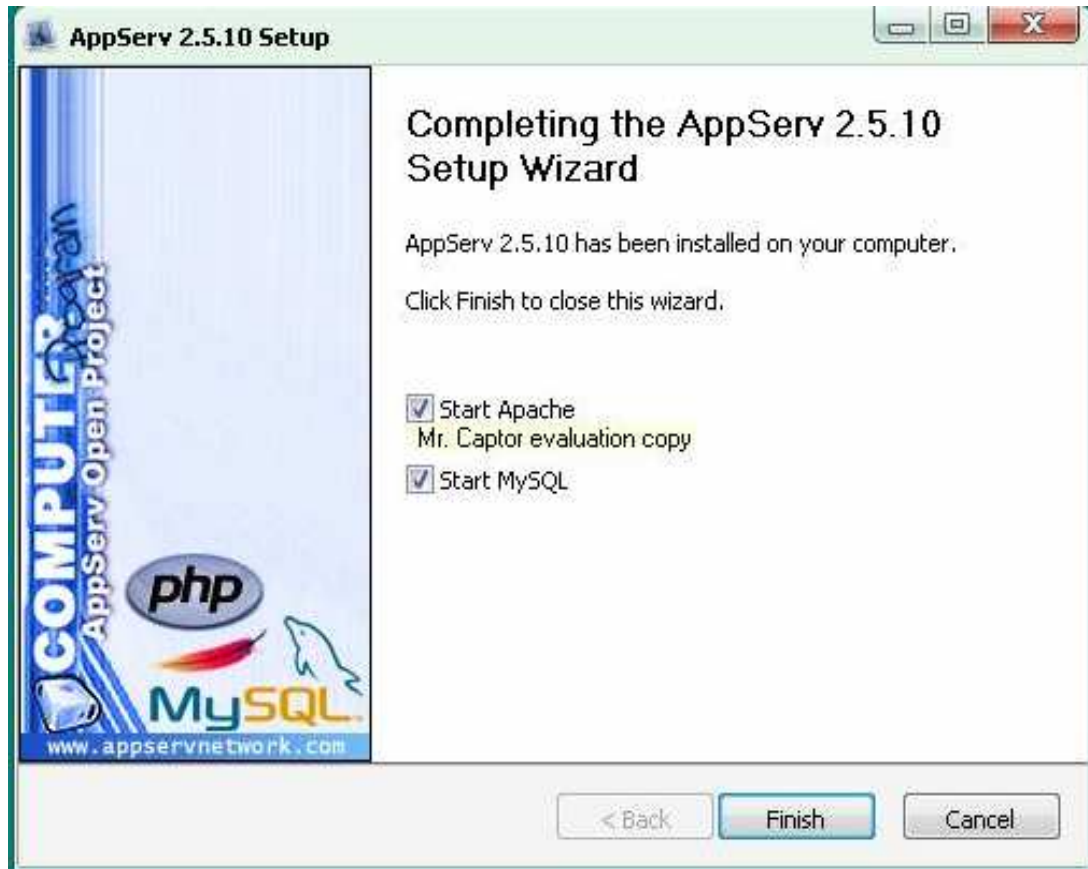 AppServ 2.5.10 Setup
Completing the AppServ 2.5.10
Setup Wizard
AppServ 2.5.10 has been installed on your computer.
Click Finish to close this wizard.
Start Apache
Mr. Captor evaluation copy
Start MySQL
COMPUTER
Program
AppServ Open Project
php
MySQL
www.appservnetwork.com
< Back
Finish
Cancel